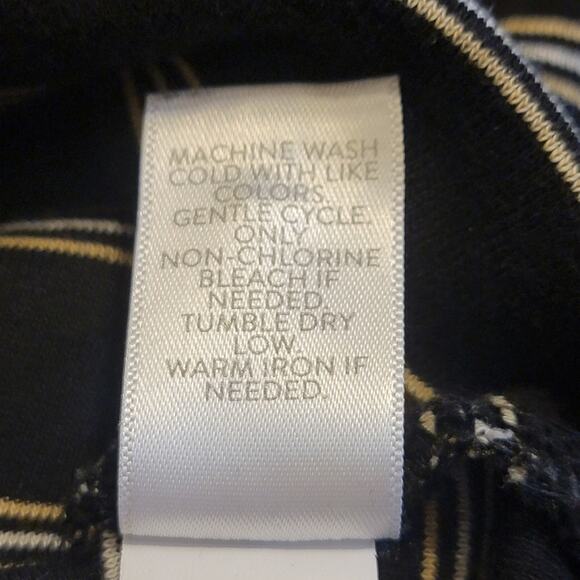 MACHINE WASH
COLD WITH LIKE
COLORS.
GENTLE CYCLE.
ONLY
NON-CHLORINE
BLEACH IF
NEEDED.
TUMBLE DRY
LOW.
WARM IRON IF
NEEDED.